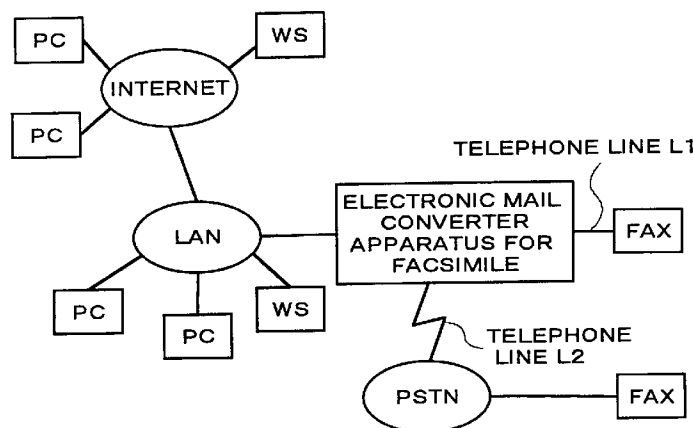 PC
WS
INTERNET
PC
TELEPHONE LINE L1
ELECTRONIC MAIL
CONVERTER
APPARATUS FOR
FACSIMILE
FAX
LAN
PC
PC
WS
TELEPHONE
LINE L2
PSTN
FAX